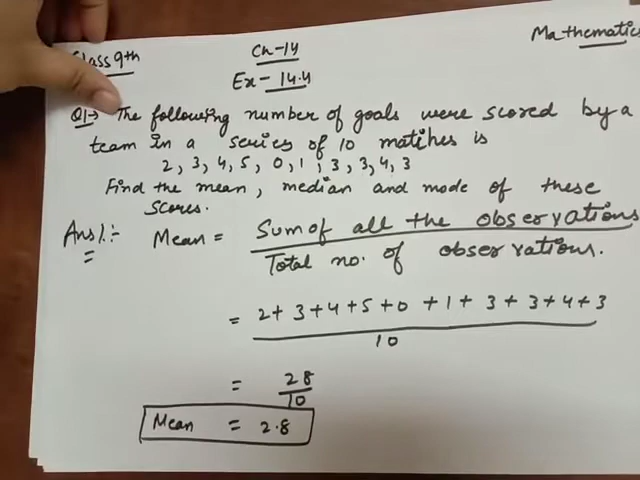 Class 9th
Ch-14
Mathematics
Ex-14.4
Q1→ The following number of goals were scored by a
team in a series of 10 matches is
2, 3, 4, 5, 0, 1, 3, 3, 4, 3
Find the mean, median and mode of these
scores.
Ans1:- Mean = Sum of all the observations
Total no. of observations.
= 2+ 3+4+5+0 +1+ 3+ 3+4+3
10
= 28
10
Mean = 2.8